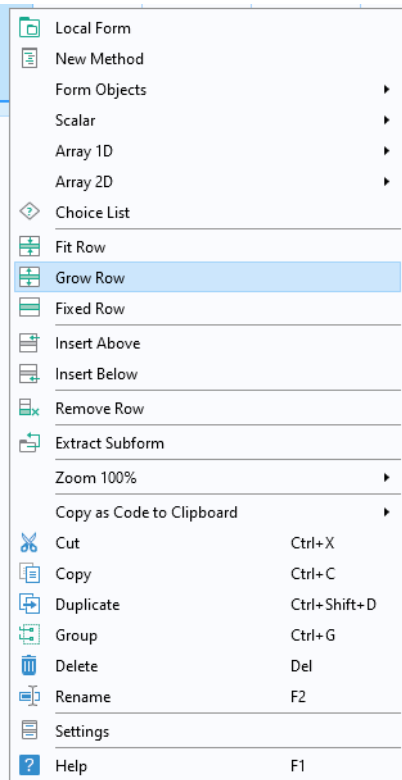 Local Form
New Method
Form Objects
Scalar
Array 1D
Array 2D
Choice List
Fit Row
Grow Row
Fixed Row
Insert Above
Insert Below
Remove Row
Extract Subform
Zoom 100%
Copy as Code to Clipboard
Cut Ctrl+X
Copy Ctrl+C
Duplicate Ctrl+Shift+D
Group Ctrl+G
Delete Del
Rename F2
Settings
Help F1